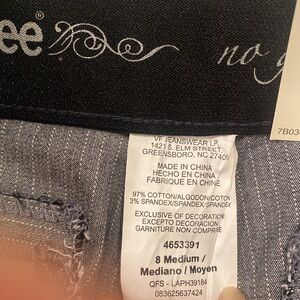 ee®
no g
7B03
VF JEANSWEAR LP.
1421 S. ELM STREET
GREENSBORO, NC 27406
MADE IN CHINA
HECHO EN CHINA
FABRIQUE EN CHINE
97% COTTON/ALGODON/COTON
3% SPANDEX/SPANDEX/SPANDEX
EXCLUSIVE OF DECORATION
EXCEPTO DECORACION
GARNITURE NON COMPRISE
4653391
8 Medium /
Mediano / Moyen
QFS - LAPH39184
083625637424